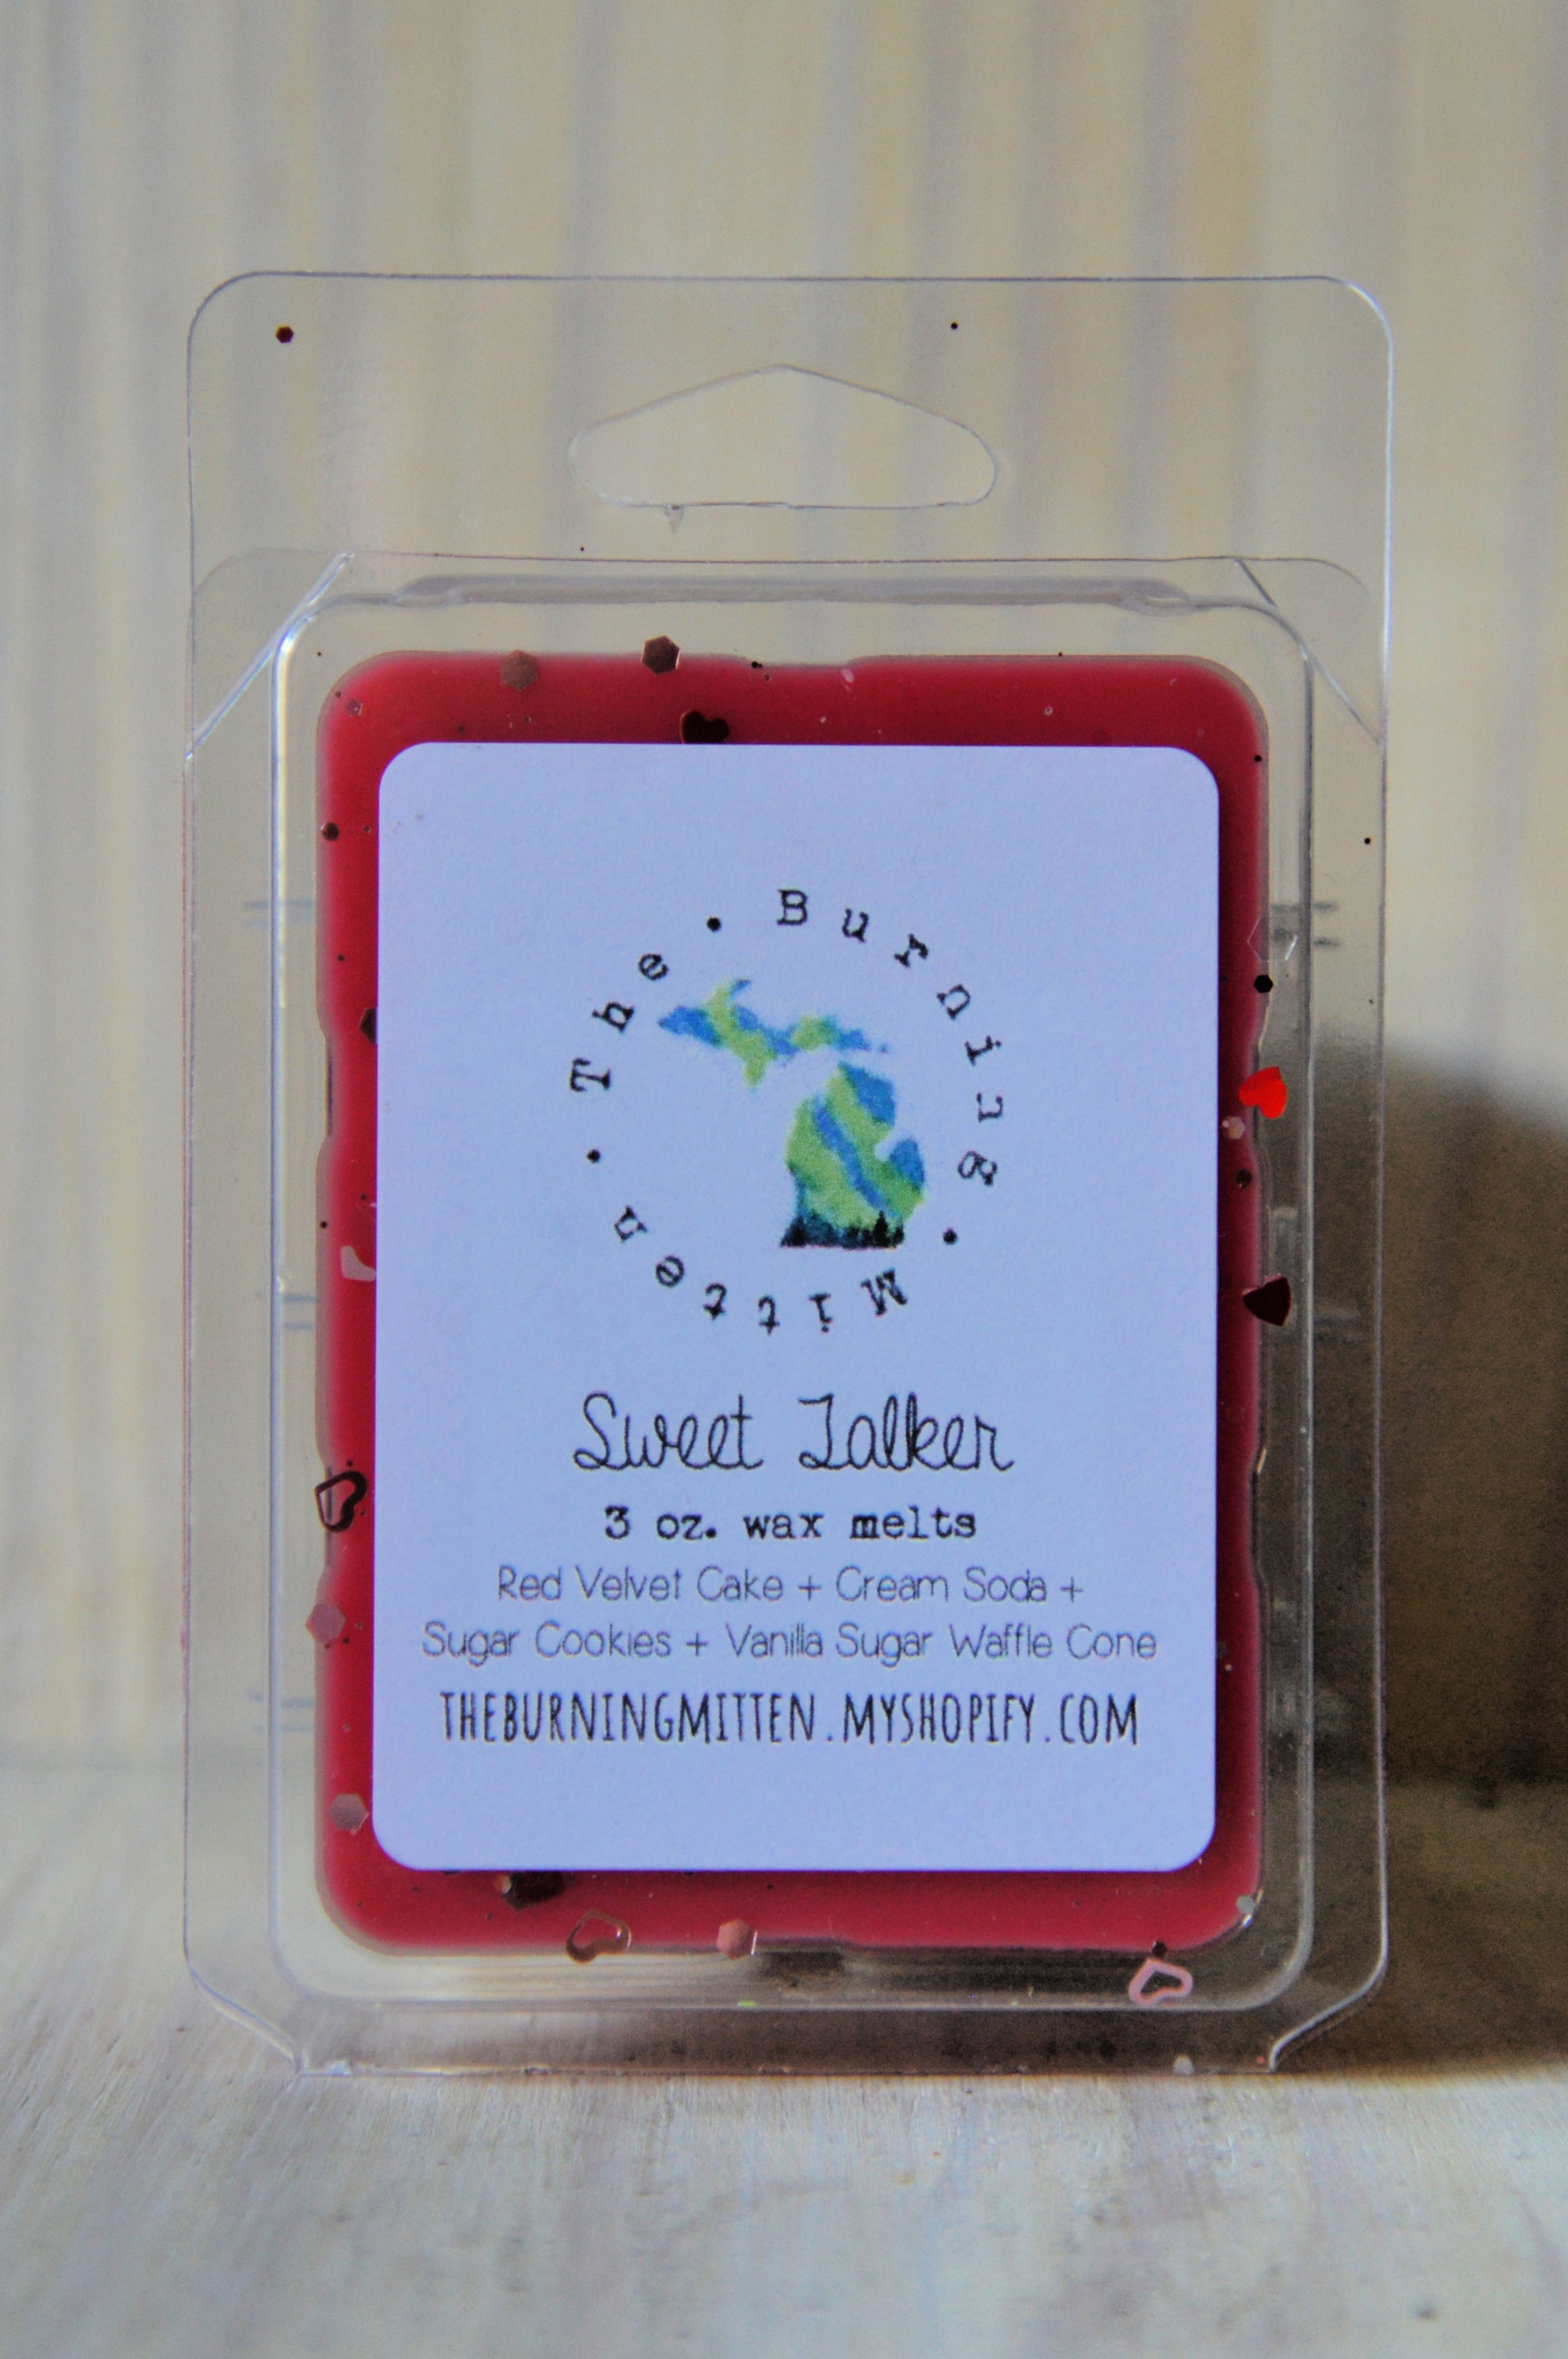 The • Burning • Mitten •
Sweet Talker
3 oz. wax melts
Red Velvet Cake + Cream Soda +
Sugar Cookies + Vanilla Sugar Waffle Cone
THEBURNINGMITTEN.MYSHOPIFY.COM